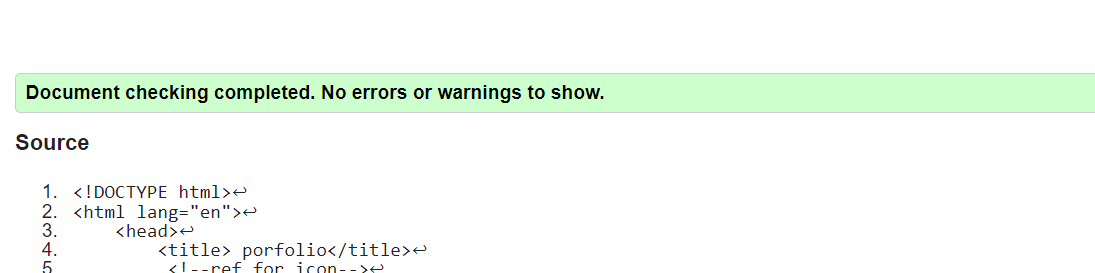 Document checking completed. No errors or warnings to show.
Source
1. <!DOCTYPE html>↩
2. <html lang="en">↩
3. <head>↩
4. <title> porfolio</title>↩
5. <!--ref for icon-->↩